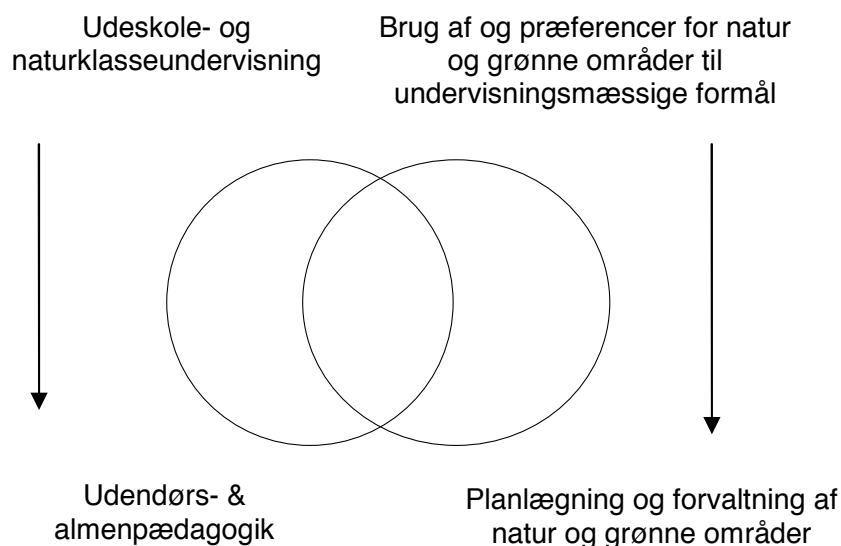 Udeskole- og
naturklasseundervisning
Brug af og præferencer for natur
og grønne områder til
undervisningsmæssige formål
Udendørs- &
almenpædagogik
Planlægning og forvaltning af
natur og grønne områder